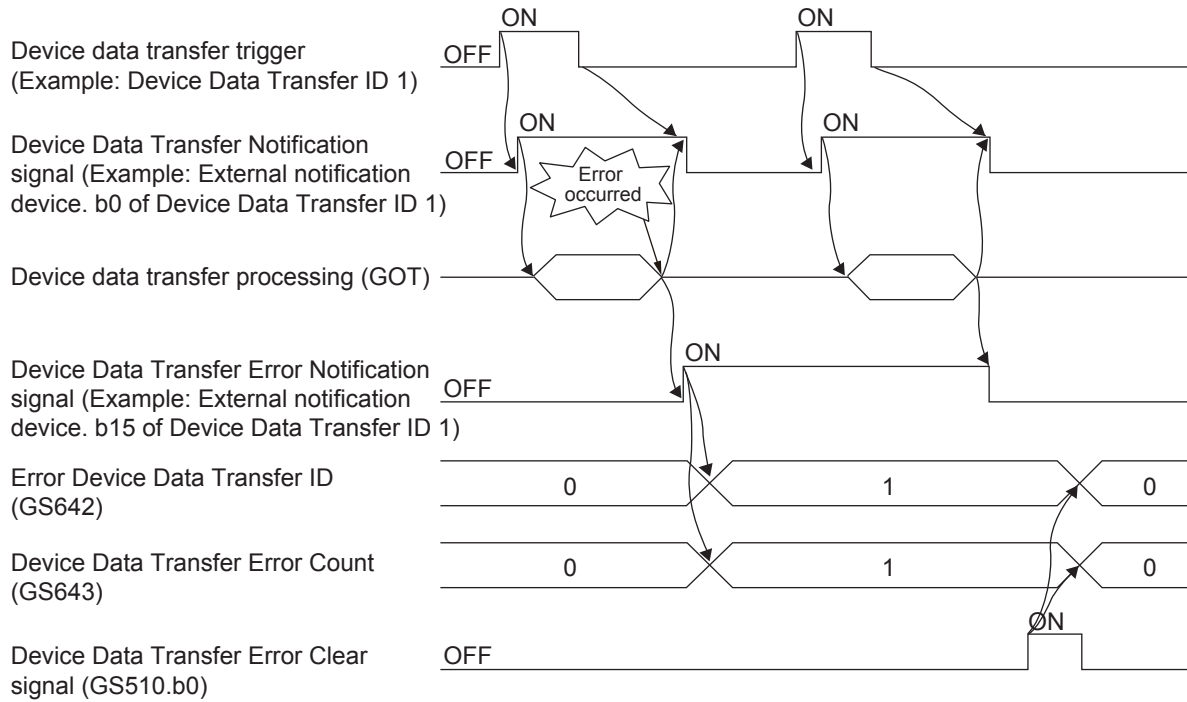 ON
ON
Device data transfer trigger
(Example: Device Data Transfer ID 1)
OFF
ON
ON
Device Data Transfer Notification
signal (Example: External notification
device. b0 of Device Data Transfer ID 1)
OFF
Error
occurred
Device data transfer processing (GOT)
ON
Device Data Transfer Error Notification
signal (Example: External notification
device. b15 of Device Data Transfer ID 1)
OFF
Error Device Data Transfer ID
(GS642)
0
1
0
Device Data Transfer Error Count
(GS643)
0
1
0
ON
Device Data Transfer Error Clear
signal (GS510.b0)
OFF